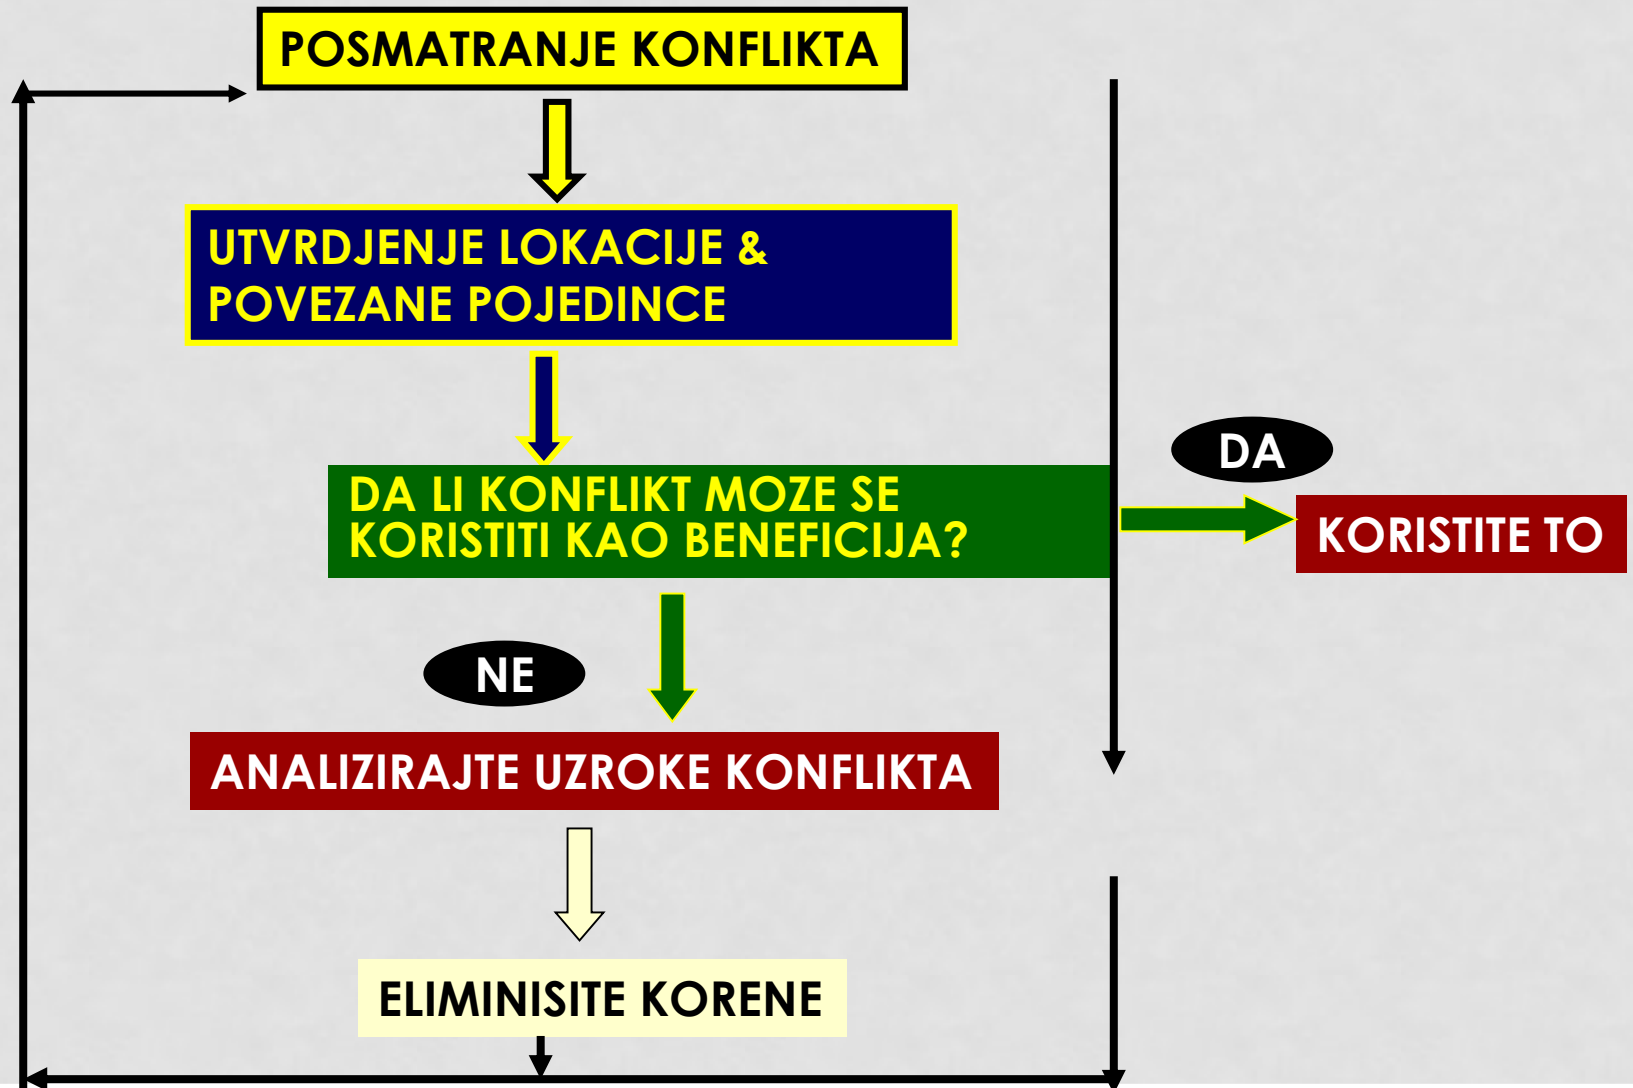 POSMATRANJE KONFLIKTA
UTVRDJENJE LOKACIJE &
POVEZANE POJEDINCE
DA LI KONFLIKT MOZE SE
KORISTITI KAO BENEFICIJA?
DA
KORISTITE TO
NE
ANALIZIRAJTE UZROKE KONFLIKTA
ELIMINISITE KORENE